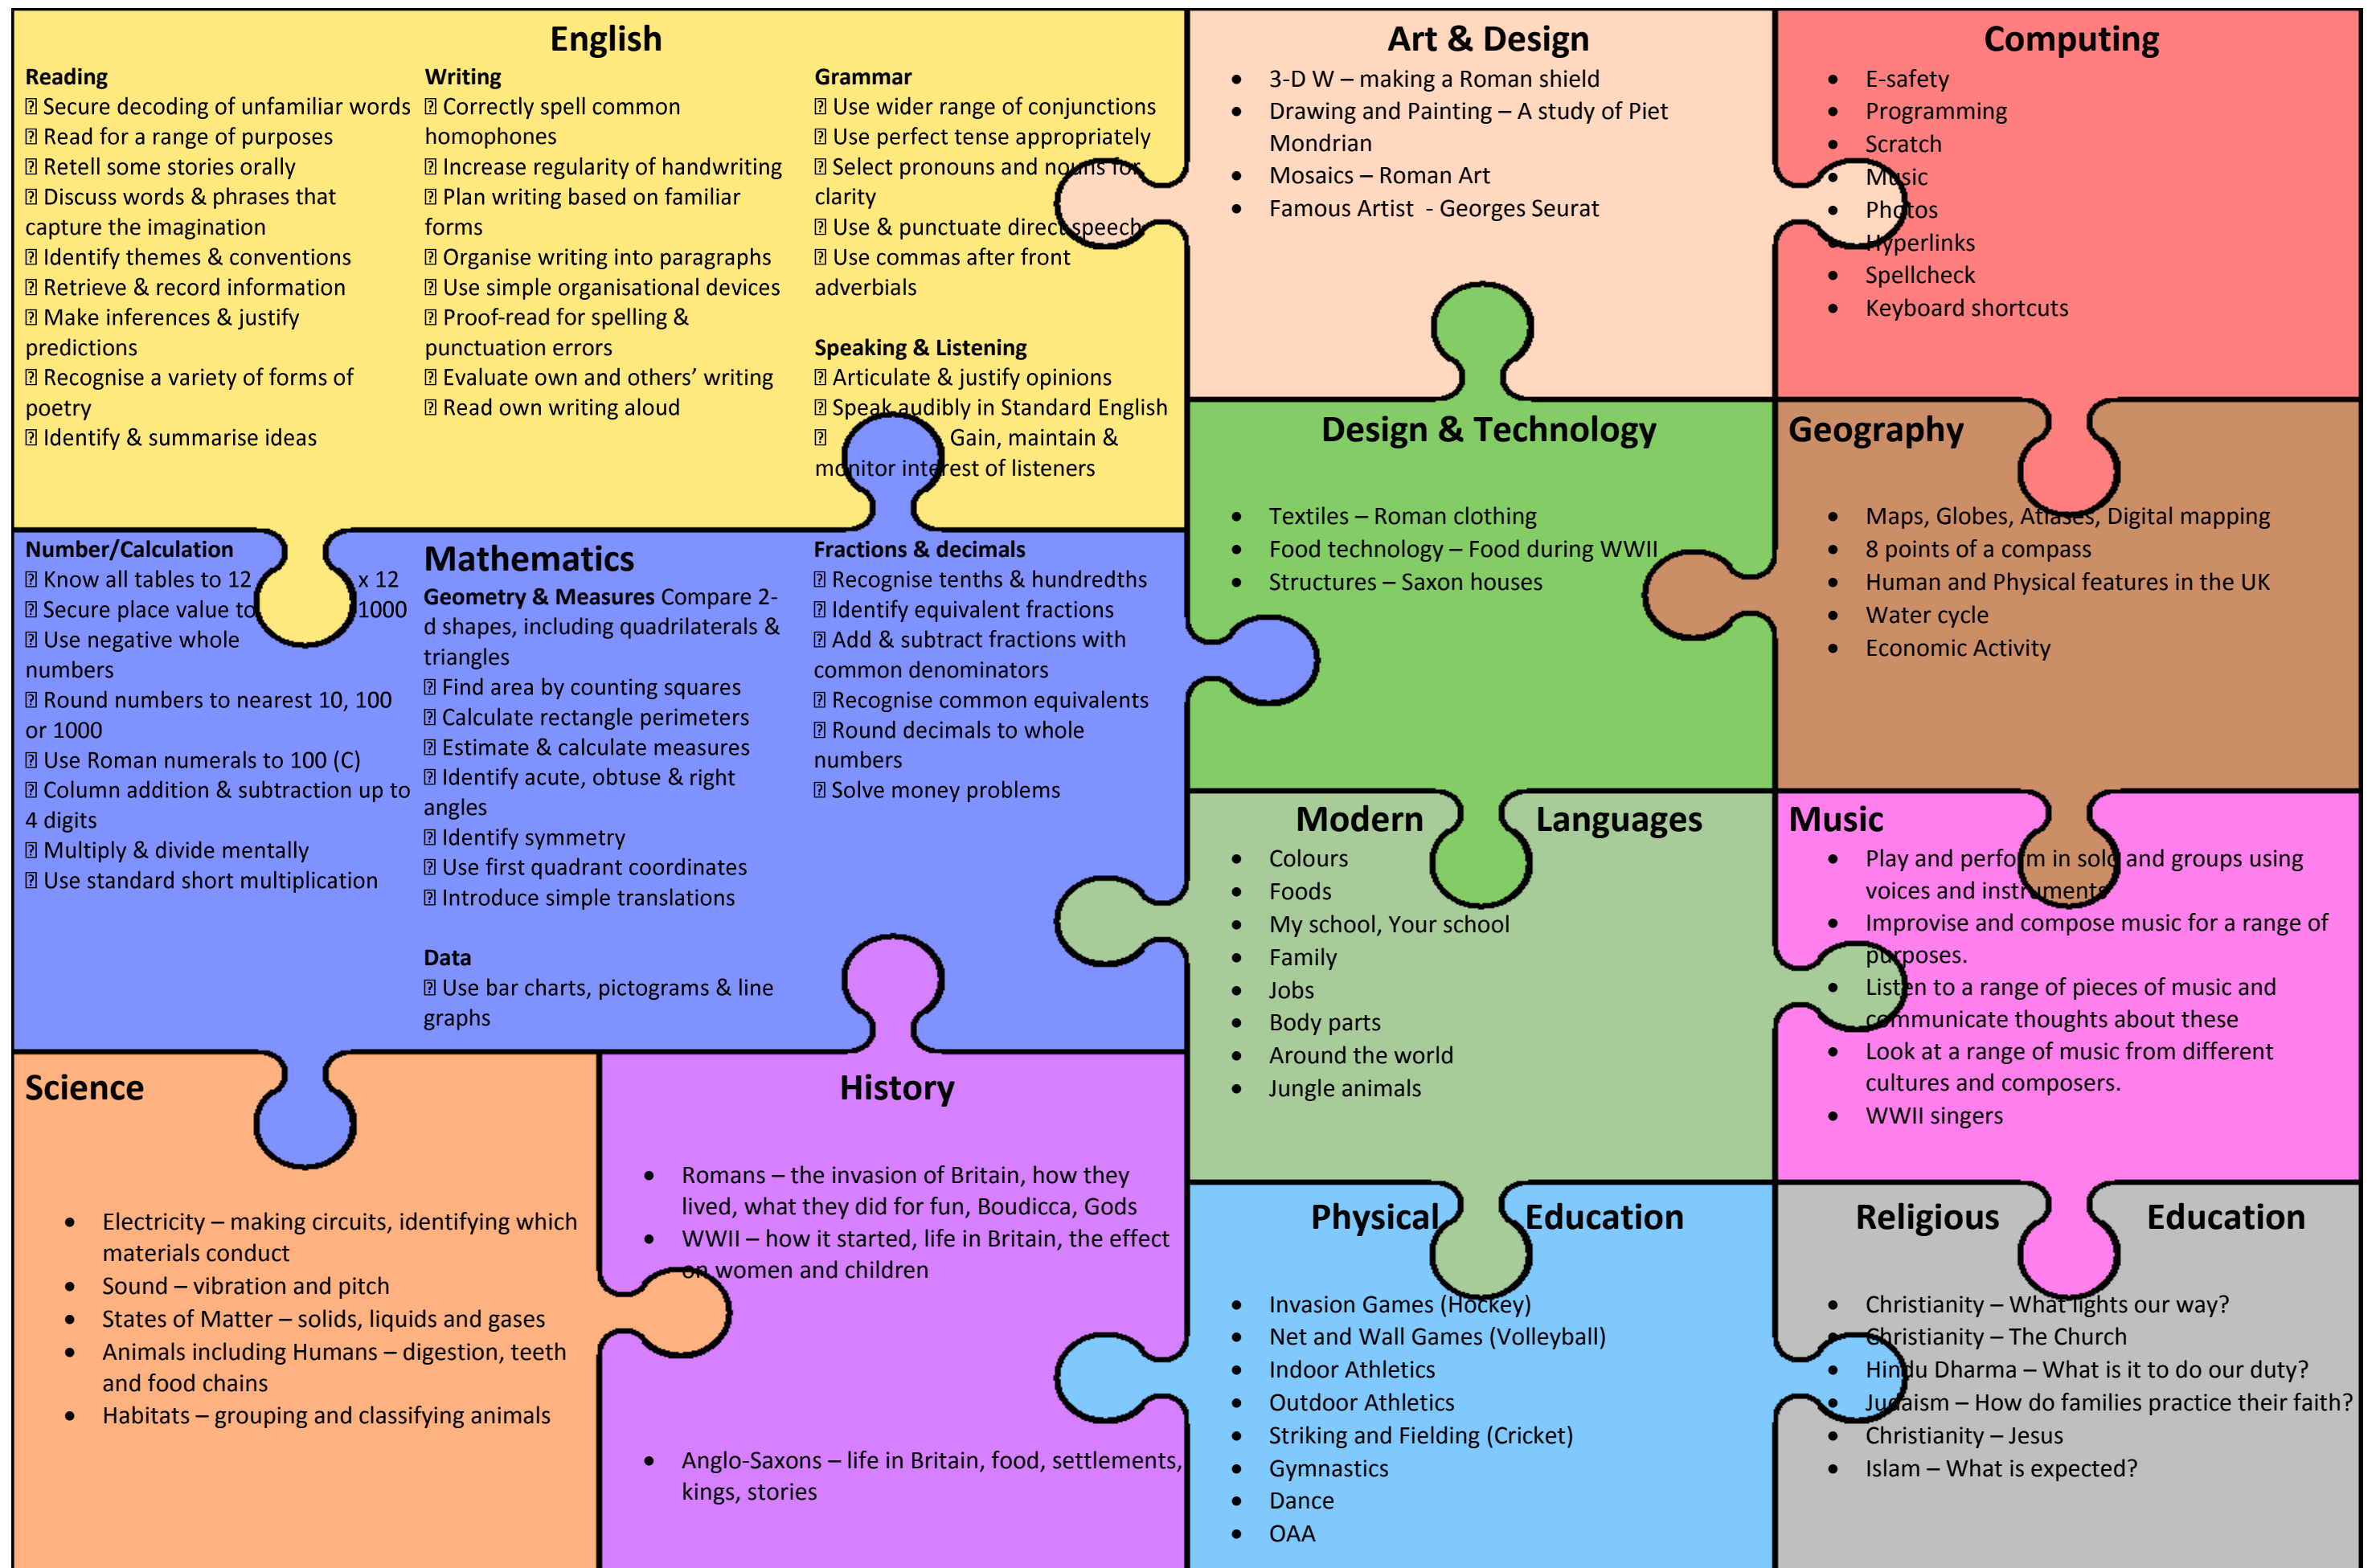 English
Reading
⍰ Secure decoding of unfamiliar words
⍰ Read for a range of purposes
⍰ Retell some stories orally
⍰ Discuss words & phrases that
capture the imagination
⍰ Identify themes & conventions
⍰ Retrieve & record information
⍰ Make inferences & justify
predictions
⍰ Recognise a variety of forms of
poetry
⍰ Identify & summarise ideas
Writing
⍰ Correctly spell common
homophones
⍰ Increase regularity of handwriting
⍰ Plan writing based on familiar
forms
⍰ Organise writing into paragraphs
⍰ Use simple organisational devices
⍰ Proof-read for spelling &
punctuation errors
⍰ Evaluate own and others’ writing
⍰ Read own writing aloud
Grammar
⍰ Use wider range of conjunctions
⍰ Use perfect tense appropriately
⍰ Select pronouns and nouns for
clarity
⍰ Use & punctuate direct speech
⍰ Use commas after front
adverbials
Speaking & Listening
⍰ Articulate & justify opinions
⍰ Speak audibly in Standard English
⍰ Gain, maintain &
monitor interest of listeners
Art & Design
• 3-D W – making a Roman shield
• Drawing and Painting – A study of Piet
Mondrian
• Mosaics – Roman Art
• Famous Artist - Georges Seurat
Computing
• E-safety
• Programming
• Scratch
• Music
• Photos
• Hyperlinks
• Spellcheck
• Keyboard shortcuts
Design & Technology
• Textiles – Roman clothing
• Food technology – Food during WWII
• Structures – Saxon houses
Geography
• Maps, Globes, Atlases, Digital mapping
• 8 points of a compass
• Human and Physical features in the UK
• Water cycle
• Economic Activity
Mathematics
Number/Calculation
⍰ Know all tables to 12 x 12
⍰ Secure place value to 1000
⍰ Use negative whole
numbers
⍰ Round numbers to nearest 10, 100
or 1000
⍰ Use Roman numerals to 100 (C)
⍰ Column addition & subtraction up to
4 digits
⍰ Multiply & divide mentally
⍰ Use standard short multiplication
Geometry & Measures Compare 2-
d shapes, including quadrilaterals &
triangles
⍰ Find area by counting squares
⍰ Calculate rectangle perimeters
⍰ Estimate & calculate measures
⍰ Identify acute, obtuse & right
angles
⍰ Identify symmetry
⍰ Use first quadrant coordinates
⍰ Introduce simple translations
Data
⍰ Use bar charts, pictograms & line
graphs
Fractions & decimals
⍰ Recognise tenths & hundredths
⍰ Identify equivalent fractions
⍰ Add & subtract fractions with
common denominators
⍰ Recognise common equivalents
⍰ Round decimals to whole
numbers
⍰ Solve money problems
Modern Languages
• Colours
• Foods
• My school, Your school
• Family
• Jobs
• Body parts
• Around the world
• Jungle animals
Music
• Play and perform in solo and groups using
voices and instruments
• Improvise and compose music for a range of
purposes.
• Listen to a range of pieces of music and
communicate thoughts about these
• Look at a range of music from different
cultures and composers.
• WWII singers
Science
• Electricity – making circuits, identifying which
materials conduct
• Sound – vibration and pitch
• States of Matter – solids, liquids and gases
• Animals including Humans – digestion, teeth
and food chains
• Habitats – grouping and classifying animals
History
• Romans – the invasion of Britain, how they
lived, what they did for fun, Boudicca, Gods
• WWII – how it started, life in Britain, the effect
on women and children
• Anglo-Saxons – life in Britain, food, settlements,
kings, stories
Physical Education
• Invasion Games (Hockey)
• Net and Wall Games (Volleyball)
• Indoor Athletics
• Outdoor Athletics
• Striking and Fielding (Cricket)
• Gymnastics
• Dance
• OAA
Religious Education
• Christianity – What lights our way?
• Christianity – The Church
• Hindu Dharma – What is it to do our duty?
• Judaism – How do families practice their faith?
• Christianity – Jesus
• Islam – What is expected?